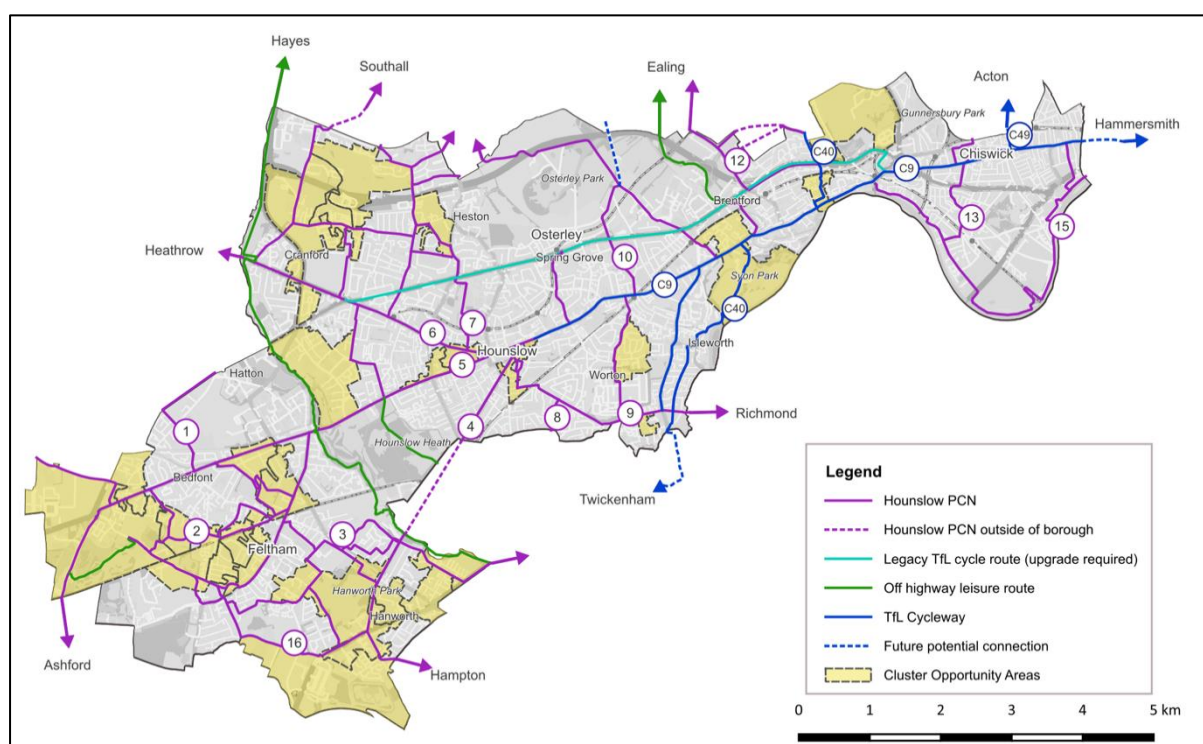 Hayes
Southall
Ealing
Acton
Hammersmith
Gunnersbury Park
C49
C40
Chiswick
C9
12
Osterley Park
Brentford
Heston
13
15
Osterley
Heathrow
Cranford
Spring Grove
10
Syon Park
C9
C40
7
6
Hounslow
Isleworth
5
Hatton
Worton
1
4
8
9
Richmond
Hounslow Heath
Bedfont
Twickenham
2
3
Feltham
Hanworth Park
Hanworth
16
Ashford
Hampton
Legend
Hounslow PCN
Hounslow PCN outside of borough
Legacy TfL cycle route (upgrade required)
Off highway leisure route
TfL Cycleway
Future potential connection
Cluster Opportunity Areas
0 1 2 3 4 5 km